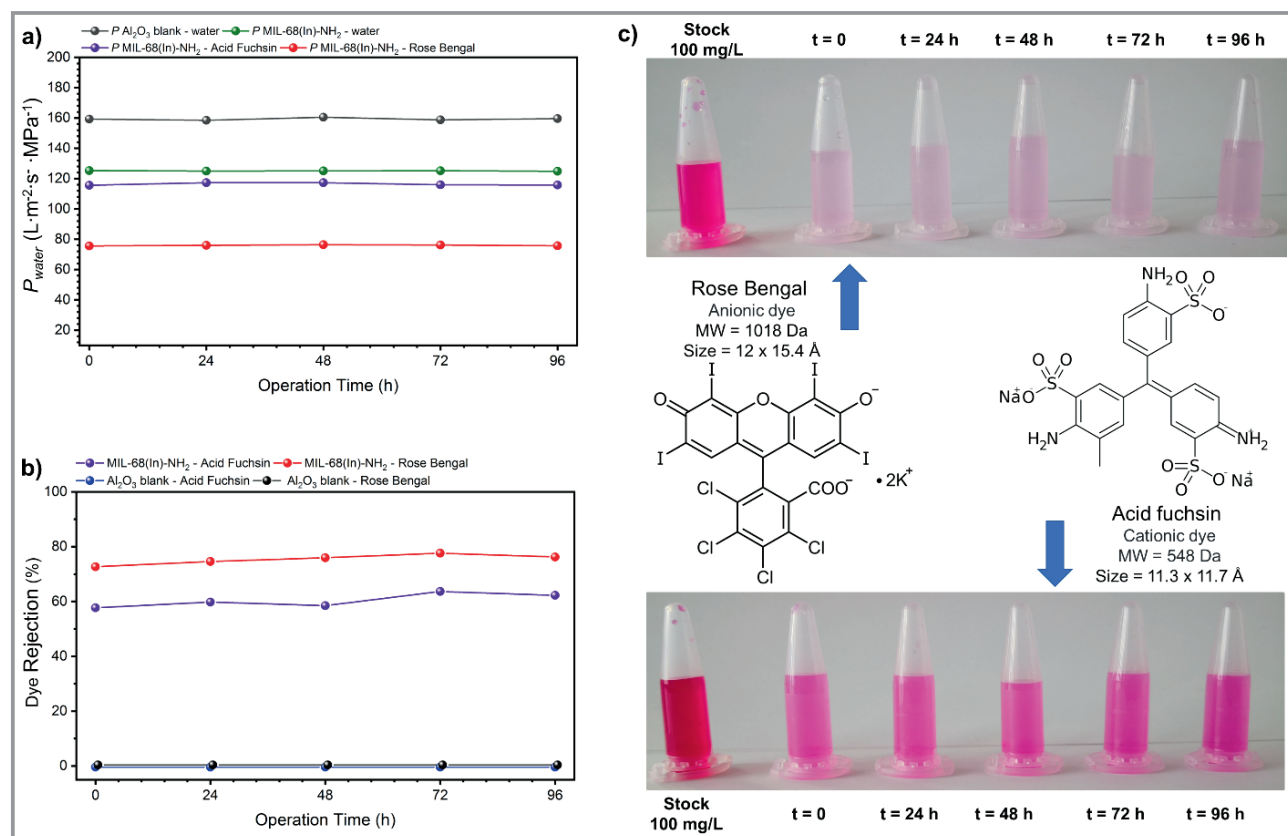 a)
P Al₂O₃ blank - water P MIL-68(In)-NH₂ - water
P MIL-68(In)-NH₂ - Acid Fuchsin P MIL-68(In)-NH₂ - Rose Bengal
200
180
160
140
120
100
80
60
40
20
P_water (L·m⁻²·s⁻·MPa⁻¹)
0 24 48 72 96
Operation Time (h)
b)
MIL-68(In)-NH₂ - Acid Fuchsin MIL-68(In)-NH₂ - Rose Bengal
Al₂O₃ blank - Acid Fuchsin Al₂O₃ blank - Rose Bengal
100
80
60
40
20
0
Dye Rejection (%)
0 24 48 72 96
Operation Time (h)
c)
Stock
100 mg/L
t = 0 t = 24 h t = 48 h t = 72 h t = 96 h
Rose Bengal
Anionic dye
MW = 1018 Da
Size = 12 x 15.4 Å
I I
O O O⁻
I I
Cl COO⁻ • 2K⁺
Cl Cl
Cl
NH₂ O O
S
O⁻
O O
S
Na⁺ O⁻
H₂N NH₂⁺
O
S
O O⁻ Na⁺
Acid fuchsin
Cationic dye
MW = 548 Da
Size = 11.3 x 11.7 Å
Stock
100 mg/L
t = 0 t = 24 h t = 48 h t = 72 h t = 96 h